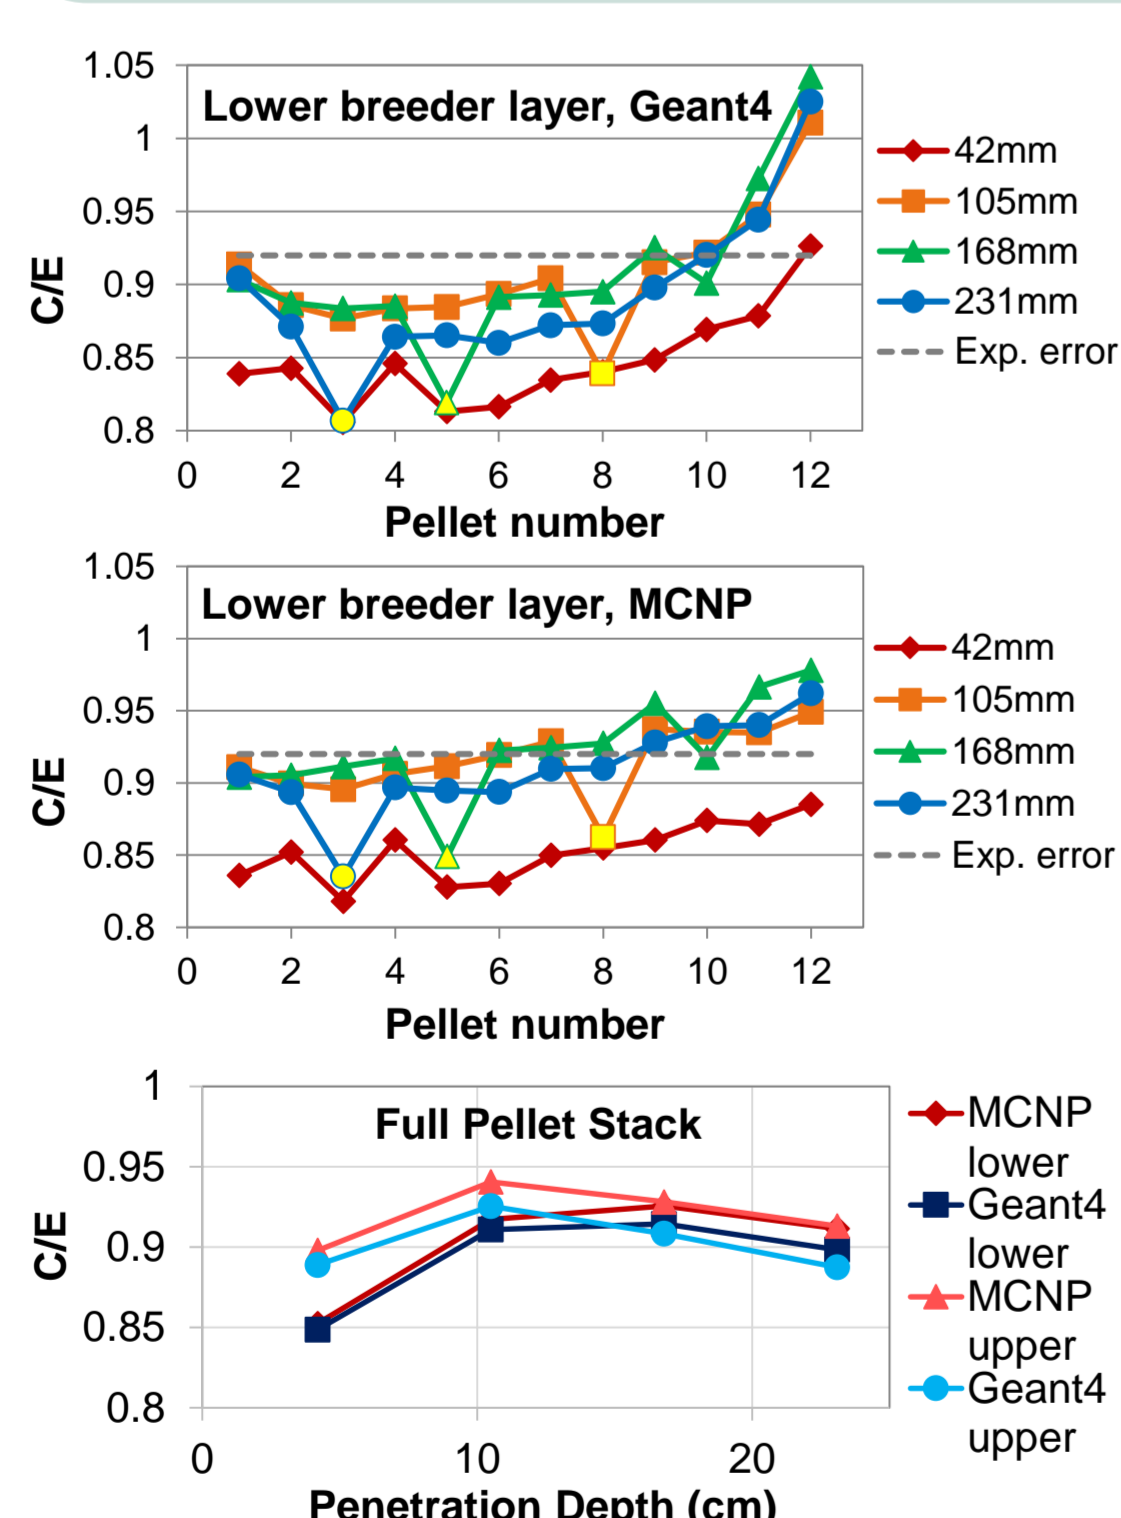 1.05
Lower breeder layer, Geant4
1
0.95
0.9
0.85
0.8
C/E
0 2 4 6 8 10 12
Pellet number
42mm
105mm
168mm
231mm
Exp. error
1.05
Lower breeder layer, MCNP
1
0.95
0.9
0.85
0.8
C/E
0 2 4 6 8 10 12
Pellet number
42mm
105mm
168mm
231mm
Exp. error
1
Full Pellet Stack
0.95
0.9
0.85
0.8
C/E
0 10 20
Penetration Depth (cm)
MCNP
lower
Geant4
lower
MCNP
upper
Geant4
upper